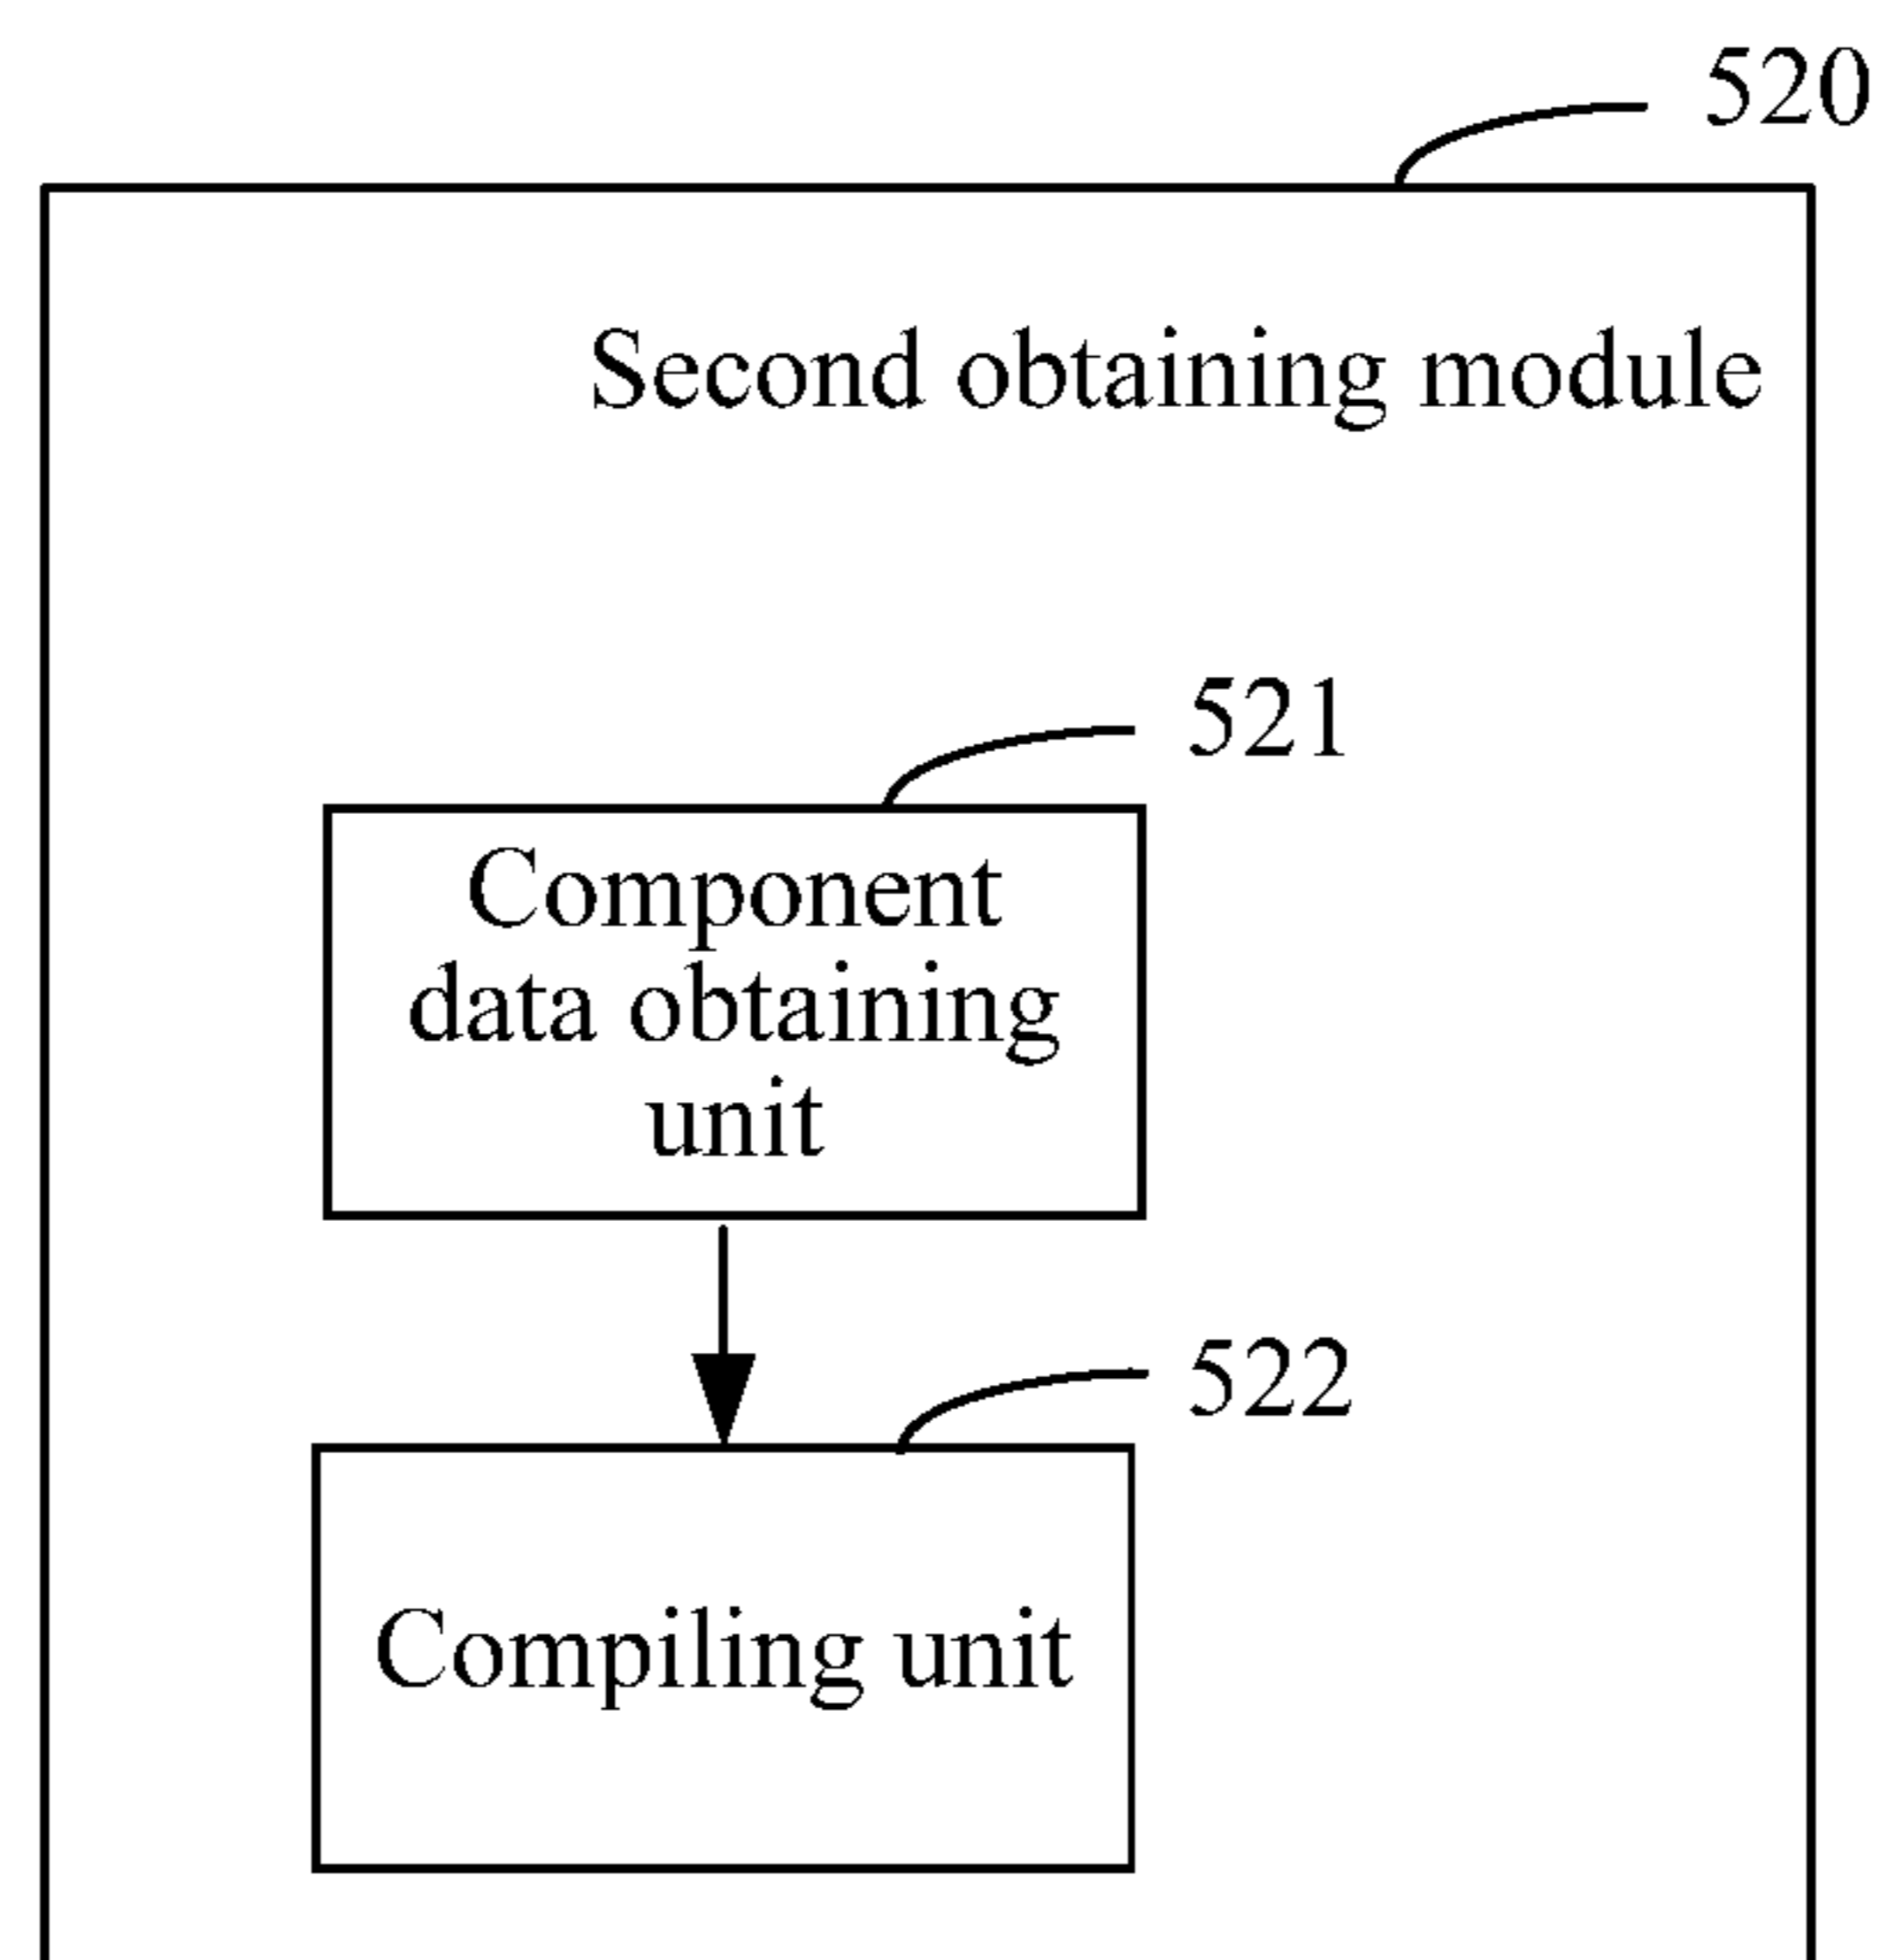 520
Second obtaining module
521
Component
data obtaining
unit
522
Compiling unit